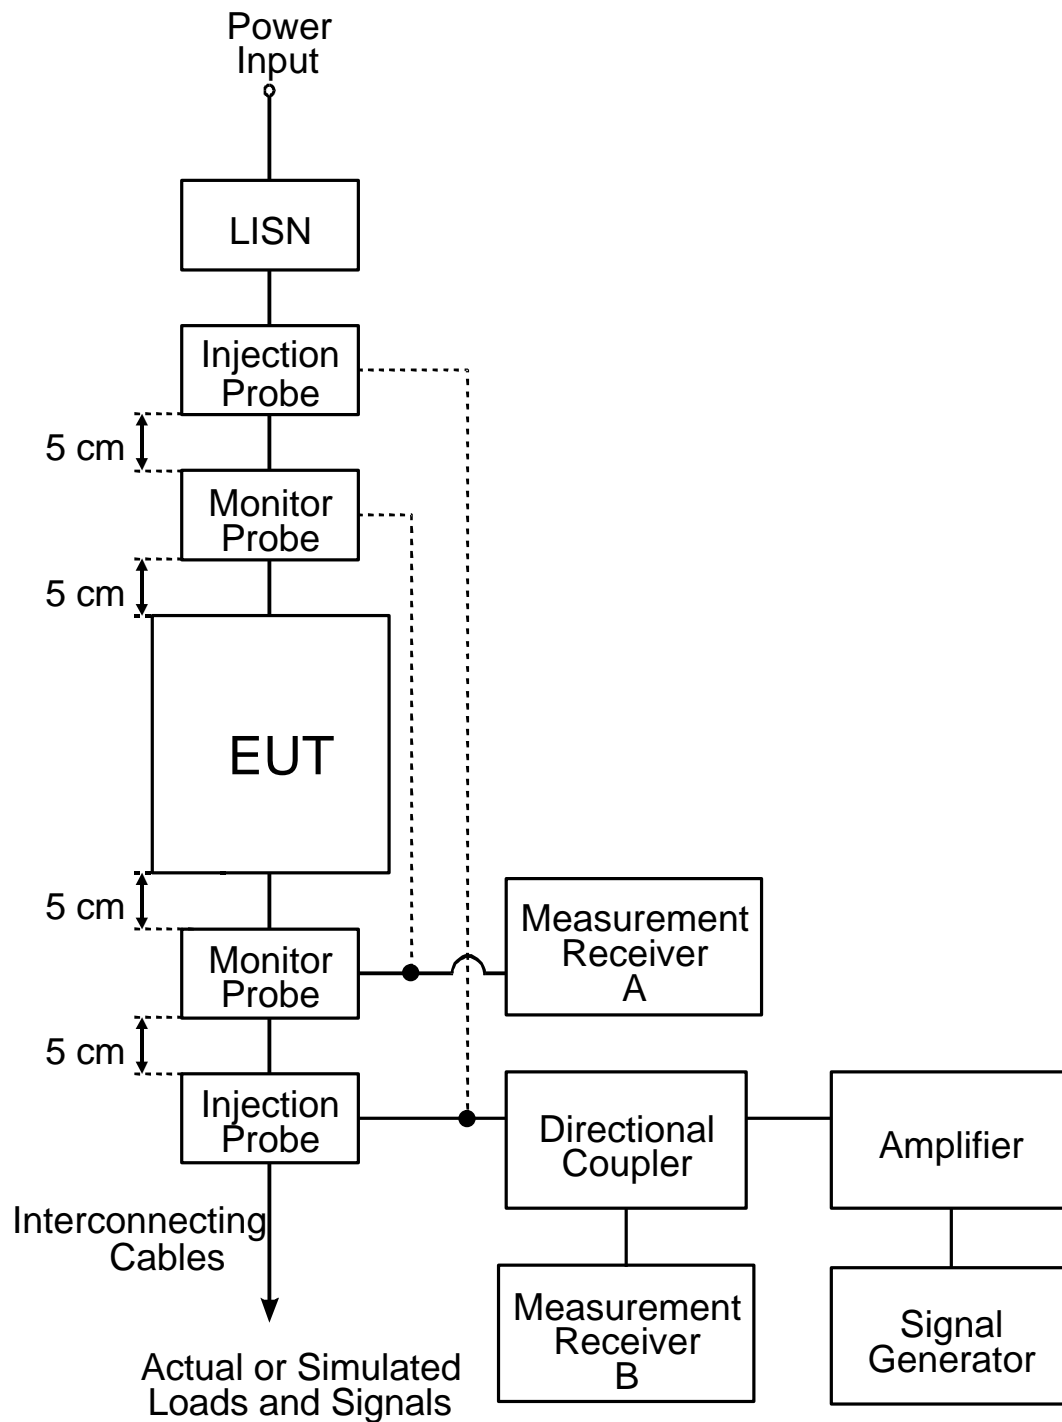 Power
Input
LISN
Injection
Probe
5 cm
Monitor
Probe
5 cm
EUT
5 cm
Measurement
Receiver
A
Monitor
Probe
5 cm
Injection
Probe
Directional
Coupler
Amplifier
Interconnecting
Cables
Measurement
Receiver
B
Signal
Generator
Actual or Simulated
Loads and Signals